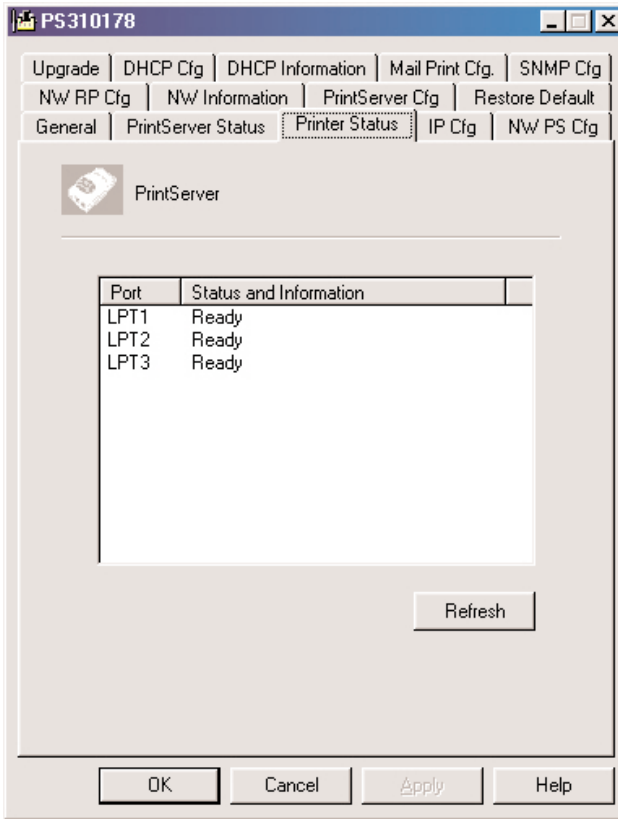 PS310178
Upgrade DHCP Cfg DHCP Information Mail Print Cfg. SNMP Cfg
NW RP Cfg NW Information PrintServer Cfg Restore Default
General PrintServer Status Printer Status IP Cfg NW PS Cfg
PrintServer
Port Status and Information
LPT1 Ready
LPT2 Ready
LPT3 Ready
Refresh
OK Cancel Apply Help